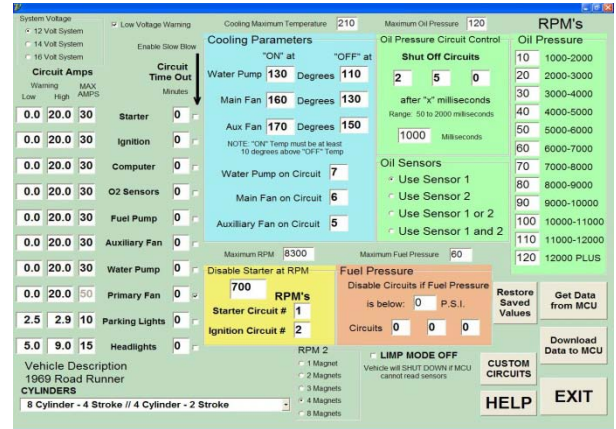 System Voltage
12 Volt System
14 Volt System
16 Volt System
Low Voltage Warning
Enable Slow Blow
Circuit Amps
Warning
Low High MAX AMPS
Circuit Time Out
Minutes
0.0 20.0 30 Starter 0
0.0 20.0 30 Ignition 0
0.0 20.0 30 Computer 0
0.0 20.0 30 O2 Sensors 0
0.0 20.0 30 Fuel Pump 0
0.0 20.0 30 Auxiliary Fan 0
0.0 20.0 30 Water Pump 0
0.0 20.0 50 Primary Fan 0
2.5 2.9 10 Parking Lights 0
5.0 9.0 15 Headlights 0
Vehicle Description
1969 Road Runner
CYLINDERS
8 Cylinder - 4 Stroke // 4 Cylinder - 2 Stroke
Cooling Maximum Temperature 210
Cooling Parameters
"ON" at "OFF" at
Water Pump 130 Degrees 110
Main Fan 160 Degrees 130
Aux Fan 170 Degrees 150
NOTE: "ON" Temp must be at least
10 degrees above "OFF" Temp
Water Pump on Circuit 7
Main Fan on Circuit 6
Auxilliary Fan on Circuit 5
Maximum Oil Pressure 120
Oil Pressure Circuit Control
Shut Off Circuits
2 5 0
after "x" milliseconds
Range: 50 to 2000 milliseconds
1000 Milliseconds
Oil Sensors
Use Sensor 1
Use Sensor 2
Use Sensor 1 or 2
Use Sensor 1 and 2
RPM's
Oil Pressure
10 1000-2000
20 2000-3000
30 3000-4000
40 4000-5000
50 5000-6000
60 6000-7000
70 7000-8000
80 8000-9000
90 9000-10000
100 10000-11000
110 11000-12000
120 12000 PLUS
Maximum RPM 8300
Maximum Fuel Pressure 60
Disable Starter at RPM
700 RPM's
Starter Circuit # 1
Ignition Circuit # 2
Fuel Pressure
Disable Circuits if Fuel Pressure
is below: 0 P.S.I.
Circuits 0 0 0
RPM 2
1 Magnet
2 Magnets
3 Magnets
4 Magnets
8 Magnets
LIMP MODE OFF
Vehicle will SHUT DOWN if MCU
cannot read sensors
Restore
Saved
Values
Get Data
from MCU
CUSTOM
CIRCUITS
Download
Data to MCU
HELP
EXIT